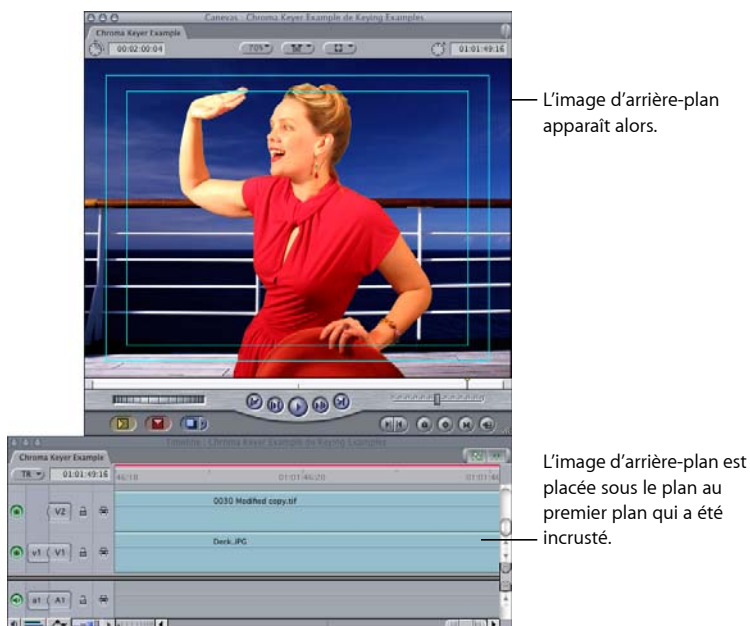 Canevas : Chroma Keyer Example de Keying Examples
Chroma Keyer Example
00:02:00:04
70%
01:01:49:16
L'image d'arrière-plan
apparaît alors.
Timeline : Chroma Keyer Example de Keying Examples
Chroma Keyer Example
TR
01:01:49:16
01:01:46:20
V2
0030 Modified copy.tif
v1
V1
Deck.JPG
a1
A1
L'image d'arrière-plan est
placée sous le plan au
premier plan qui a été
incrusté.